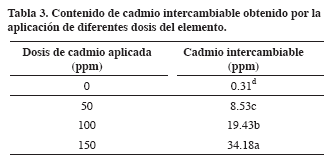 Tabla 3. Contenido de cadmio intercambiable obtenido por la
aplicación de diferentes dosis del elemento.
Dosis de cadmio aplicada Cadmio intercambiable
(ppm) (ppm)
0 0.31d
50 8.53c
100 19.43b
150 34.18a